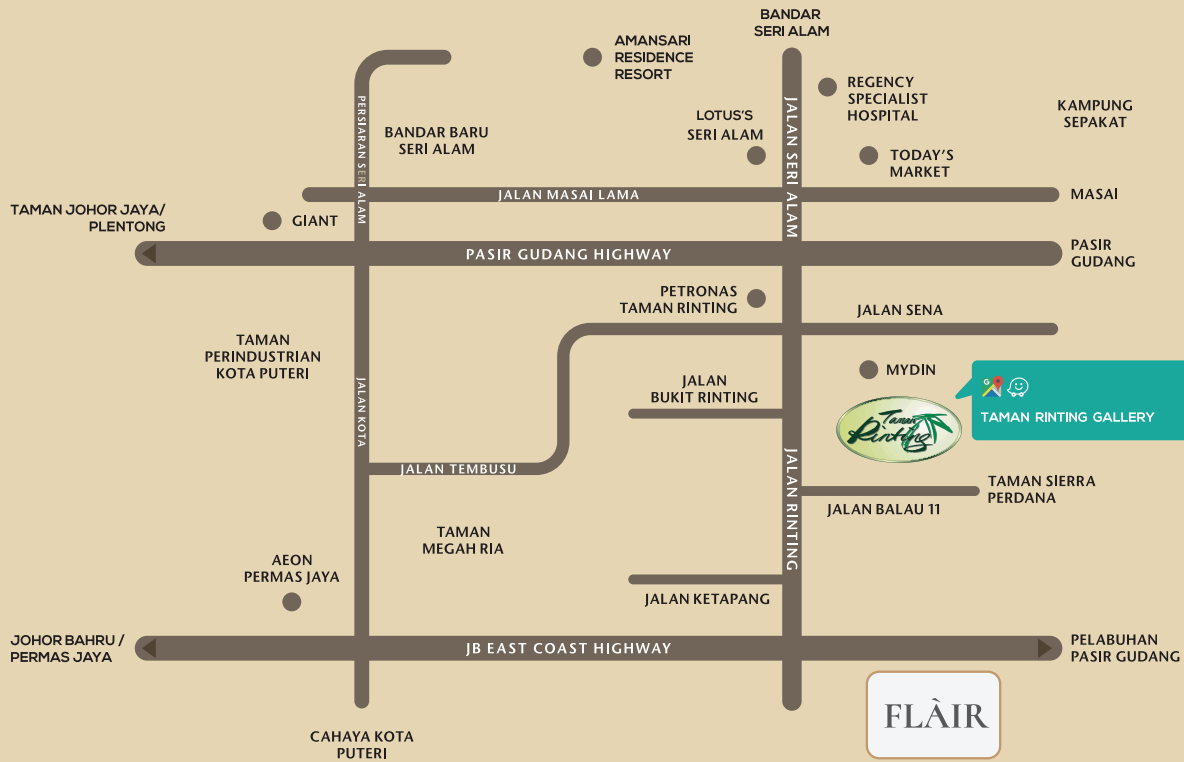 BANDAR
SERI ALAM
AMANSARI
RESIDENCE
RESORT
REGENCY
SPECIALIST
HOSPITAL
KAMPUNG
SEPAKAT
PERSIARAN SERI ALAM
BANDAR BARU
SERI ALAM
LOTUS'S
SERI ALAM
JALAN SERI ALAM
TODAY'S
MARKET
JALAN MASAI LAMA
MASAI
TAMAN JOHOR JAYA/
PLENTONG
GIANT
PASIR GUDANG HIGHWAY
PASIR
GUDANG
PETRONAS
TAMAN RINTING
JALAN SENA
TAMAN
PERINDUSTRIAN
KOTA PUTERI
JALAN KOTA
JALAN
BUKIT RINTING
MYDIN
G
TAMAN RINTING GALLERY
Taman
Rinting
JALAN TEMBUSU
JALAN RINTING
TAMAN SIERRA
PERDANA
JALAN BALAU 11
TAMAN
MEGAH RIA
AEON
PERMAS JAYA
JALAN KETAPANG
JOHOR BAHRU /
PERMAS JAYA
JB EAST COAST HIGHWAY
PELABUHAN
PASIR GUDANG
FLÀIR
CAHAYA KOTA
PUTERI